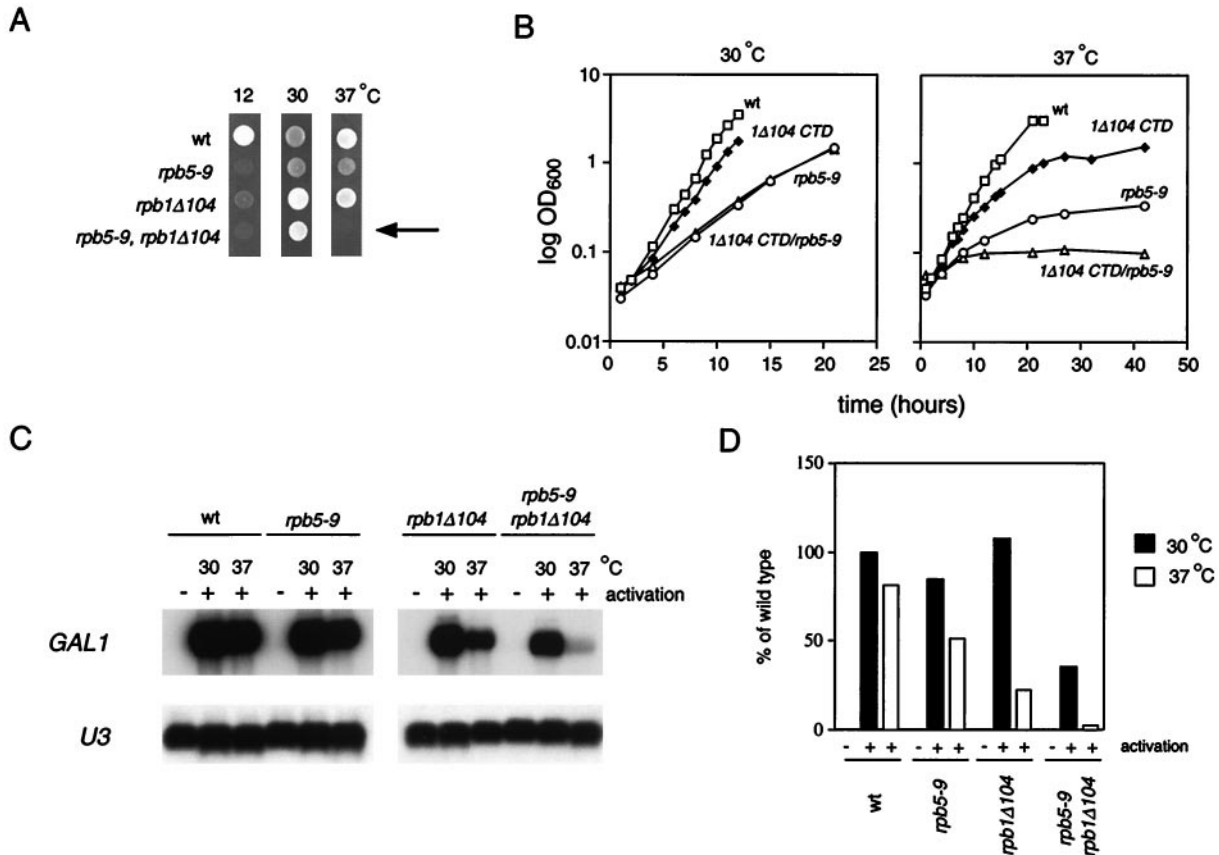 A
12 30 37 °C
wt
rpb5-9
rpb1Δ104
rpb5-9, rpb1Δ104
B
30 °C
37 °C
log OD600
10
1
0.1
0.01
wt
1Δ104 CTD
rpb5-9
1Δ104 CTD/rpb5-9
0 5 10 15 20 25
wt
1Δ104 CTD
rpb5-9
1Δ104 CTD/rpb5-9
0 10 20 30 40 50
time (hours)
C
wt
rpb5-9
rpb1Δ104
rpb5-9
rpb1Δ104
30 37 30 37 30 37 30 37 °C
- + + - + + - + + - + + activation
GAL1
U3
D
% of wild type
150
100
50
0
30 °C
37 °C
- + + - + + - + + - + + activation
wt
rpb5-9
rpb1Δ104
rpb5-9
rpb1Δ104